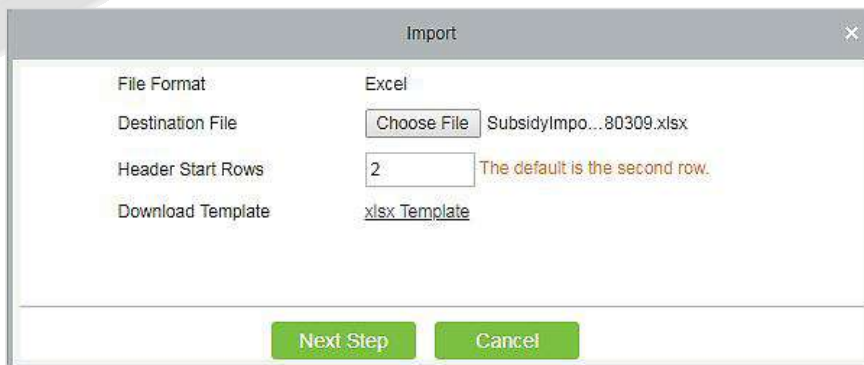 Import ×
File Format Excel
Destination File Choose File SubsidyImpo...80309.xlsx
Header Start Rows 2 The default is the second row.
Download Template xlsx Template
Next Step Cancel